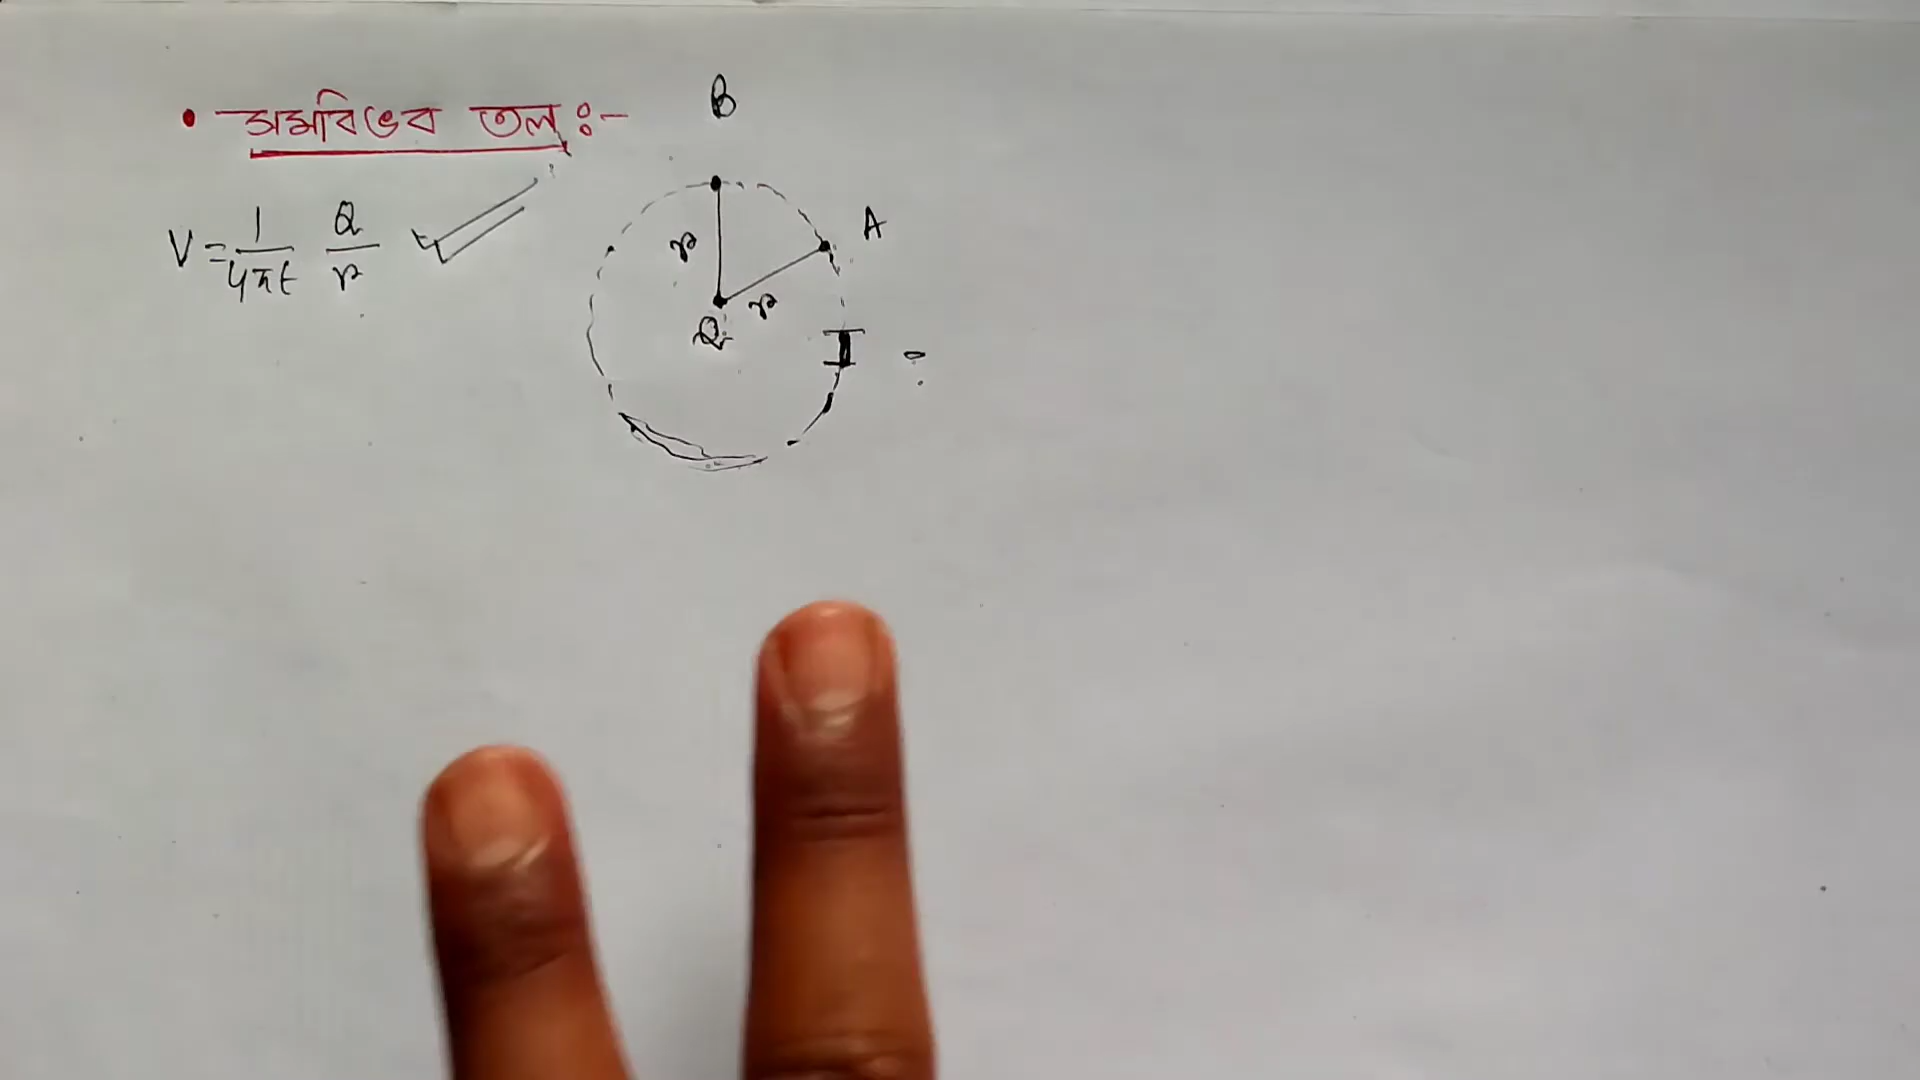 • সমবিভব তল ঃ-
V = 1/4πε Q/r
B
A
r
r
Q